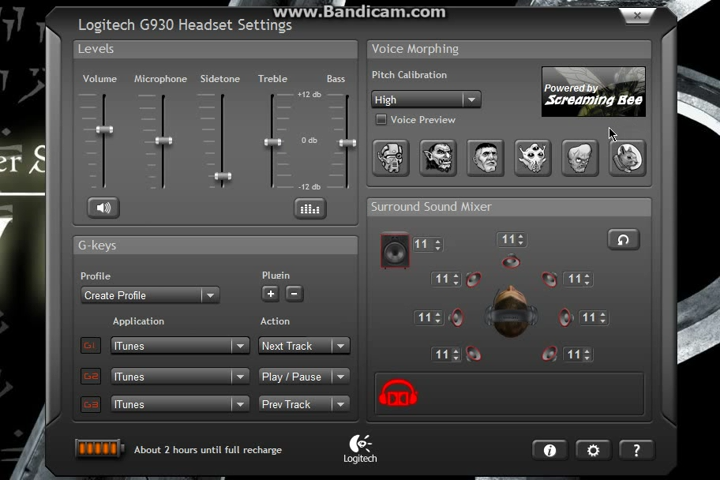 www.Bandicam.com
Logitech G930 Headset Settings
Levels
Volume
Microphone
Sidetone
Treble
Bass
+12 db
0 db
-12 db
Voice Morphing
Pitch Calibration
High
Voice Preview
Powered by
Screaming Bee
er S
Surround Sound Mixer
11
11
11
11
11
11
11
11
G-keys
Profile
Create Profile
Plugin
Application
Action
G1
ITunes
Next Track
G2
ITunes
Play / Pause
G3
ITunes
Prev Track
About 2 hours until full recharge
Logitech
i
?